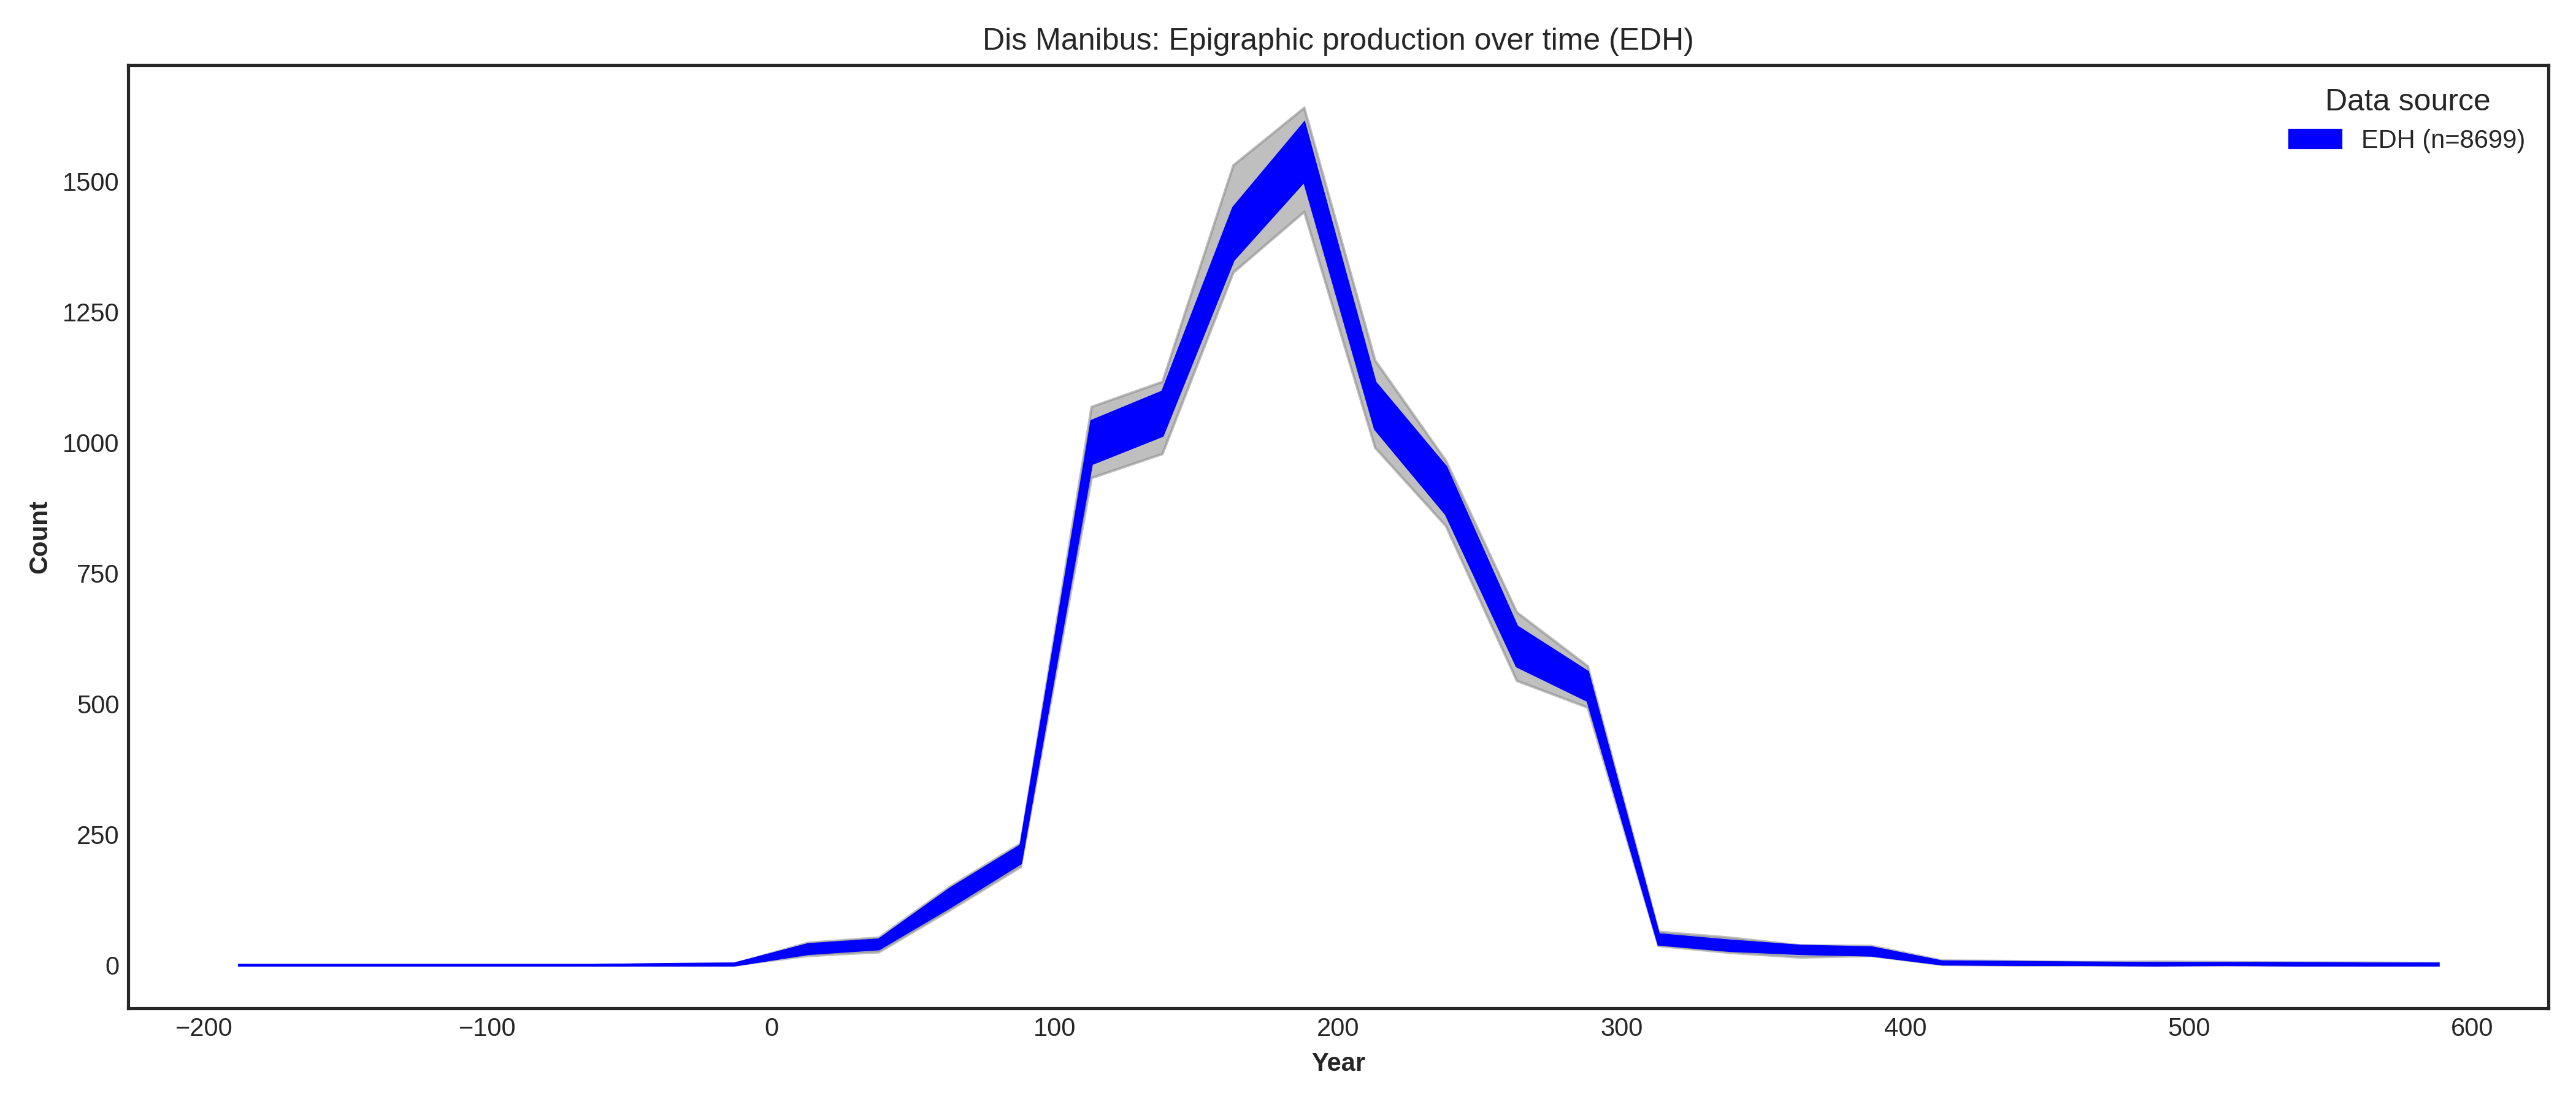 Dis Manibus: Epigraphic production over time (EDH)
Data source
EDH (n=8699)
Count
1500
1250
1000
750
500
250
0
−200 −100 0 100 200 300 400 500 600
Year